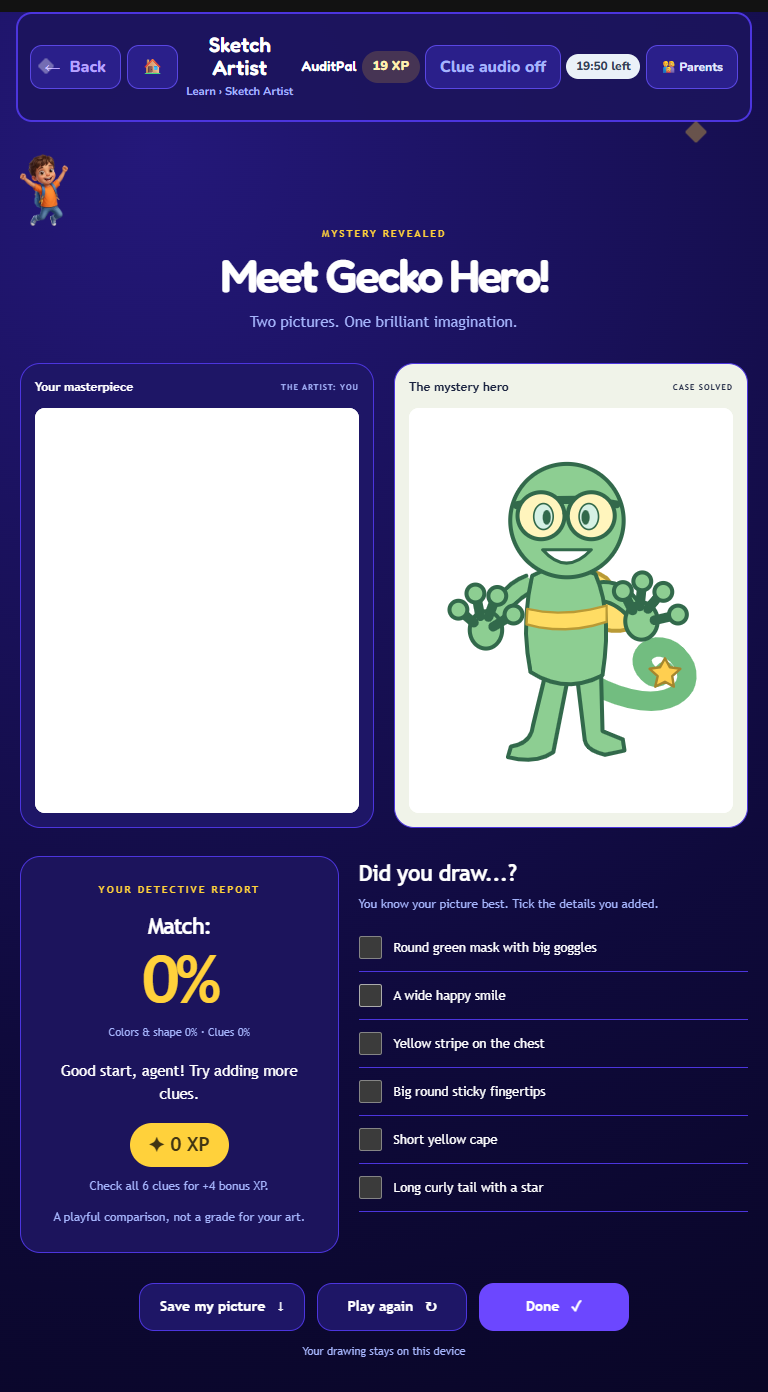 ← Back
Sketch
Artist
Learn › Sketch Artist
AuditPal
19 XP
Clue audio off
19:50 left
Parents
MYSTERY REVEALED
Meet Gecko Hero!
Two pictures. One brilliant imagination.
Your masterpiece
THE ARTIST: YOU
The mystery hero
CASE SOLVED
YOUR DETECTIVE REPORT
Match:
0%
Colors & shape 0% · Clues 0%
Good start, agent! Try adding more
clues.
✦ 0 XP
Check all 6 clues for +4 bonus XP.
A playful comparison, not a grade for your art.
Did you draw...?
You know your picture best. Tick the details you added.
Round green mask with big goggles
A wide happy smile
Yellow stripe on the chest
Big round sticky fingertips
Short yellow cape
Long curly tail with a star
Save my picture ↓
Play again ↻
Done ✓
Your drawing stays on this device